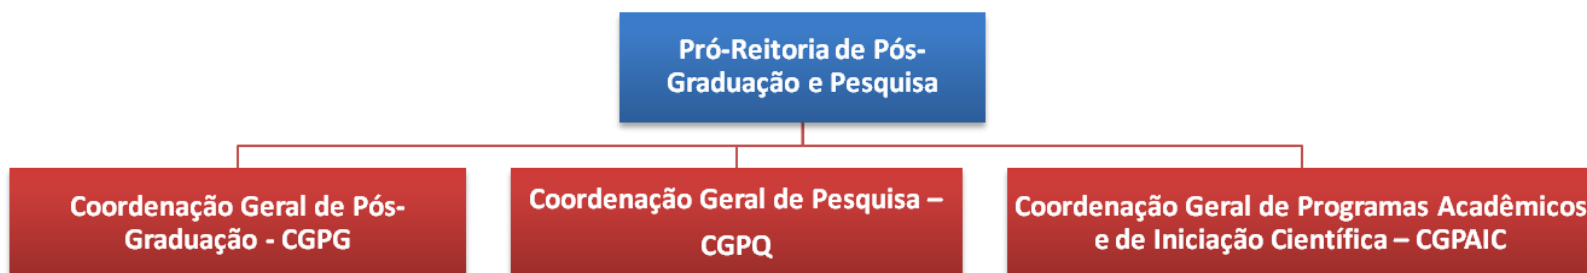 Pró-Reitoria de Pós-
Graduação e Pesquisa
Coordenação Geral de Pós-
Graduação - CGPG
Coordenação Geral de Pesquisa –
CGPQ
Coordenação Geral de Programas Acadêmicos
e de Iniciação Científica – CGPAIC